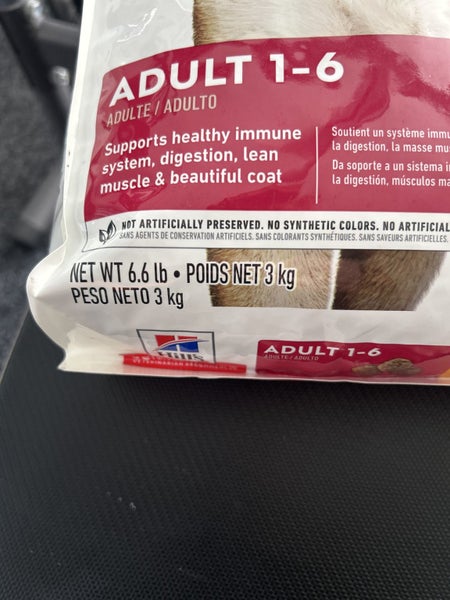 ADULT 1-6
ADULTE / ADULTO
Supports healthy immune
system, digestion, lean
muscle & beautiful coat
Soutient un système immu
la digestion, la masse mu
Da soporte a un sistema i
la digestión, músculos ma
NOT ARTIFICIALLY PRESERVED. NO SYNTHETIC COLORS. NO ARTIFICIAL
SANS AGENTS DE CONSERVATION ARTIFICIELS. SANS COLORANTS SYNTHÉTIQUES. SANS SAVEURS ARTIFICIELLES.
NET WT 6.6 lb • POIDS NET 3 kg
PESO NETO 3 kg
Hill's
VETERINARIAN RECOMMENDED
ADULT 1-6
ADULTE / ADULTO